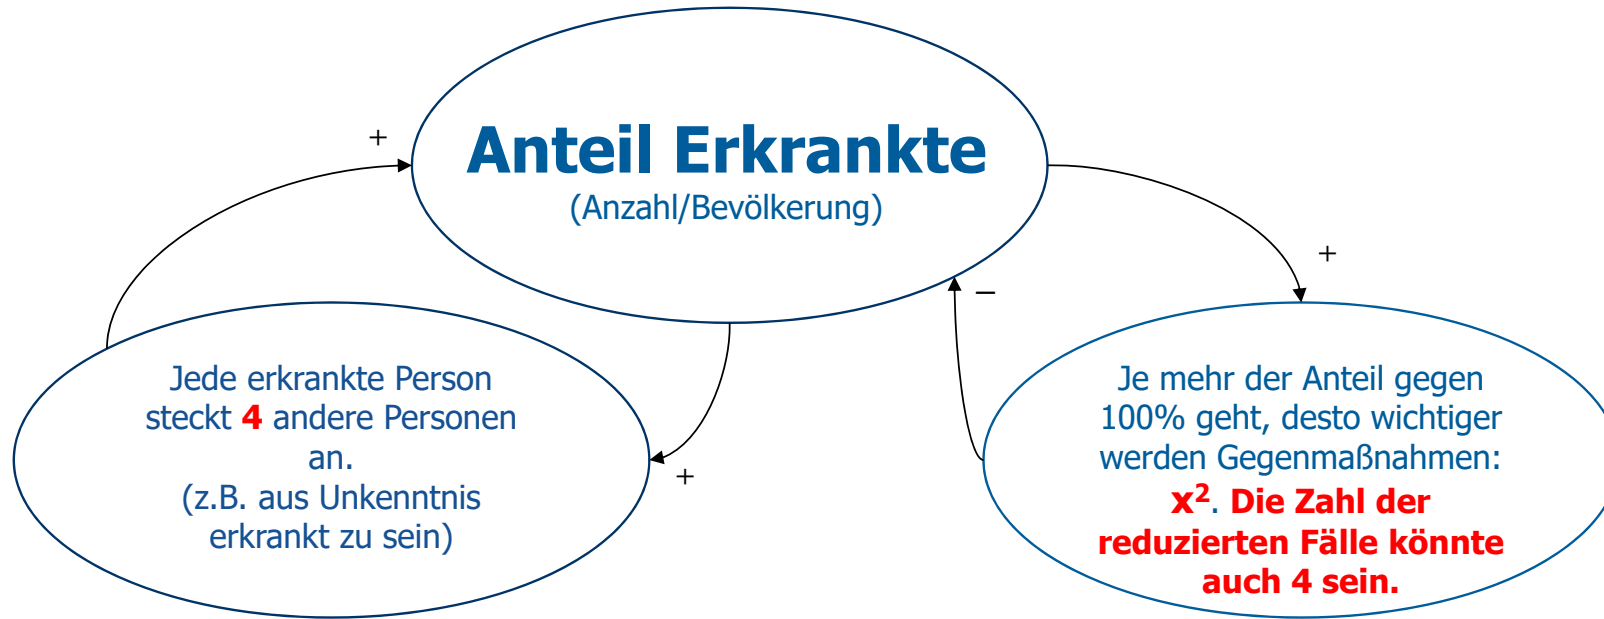 Anteil Erkrankte
(Anzahl/Bevölkerung)
+
+
−
+
Jede erkrankte Person
steckt 4 andere Personen
an.
(z.B. aus Unkenntnis
erkrankt zu sein)
Je mehr der Anteil gegen
100% geht, desto wichtiger
werden Gegenmaßnahmen:
x². Die Zahl der
reduzierten Fälle könnte
auch 4 sein.